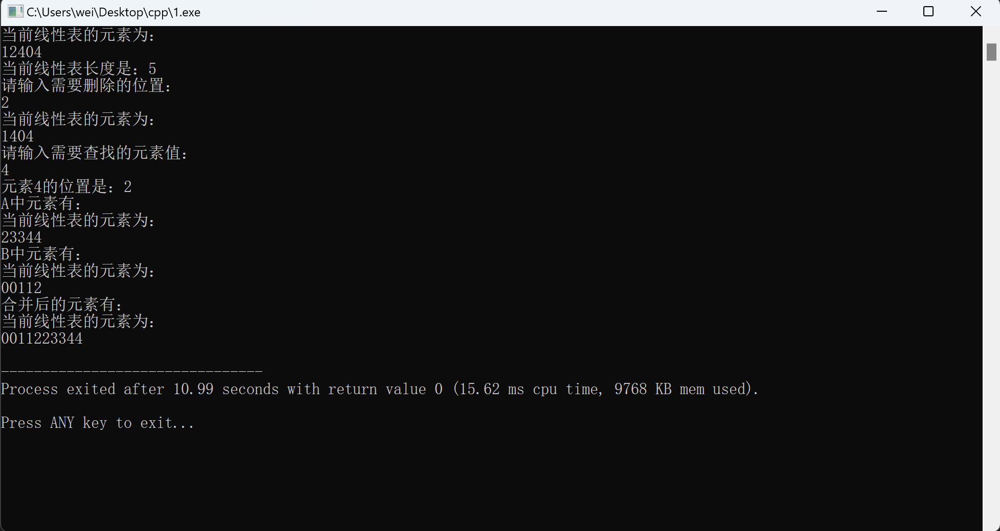 C:\Users\wei\Desktop\cpp\1.exe
当前线性表的元素为：
12404
当前线性表长度是：5
请输入需要删除的位置：
2
当前线性表的元素为：
1404
请输入需要查找的元素值：
4
元素4的位置是：2
A中元素有：
当前线性表的元素为：
23344
B中元素有：
当前线性表的元素为：
00112
合并后的元素有：
当前线性表的元素为：
0011223344
--------------------------------
Process exited after 10.99 seconds with return value 0 (15.62 ms cpu time, 9768 KB mem used).
Press ANY key to exit...